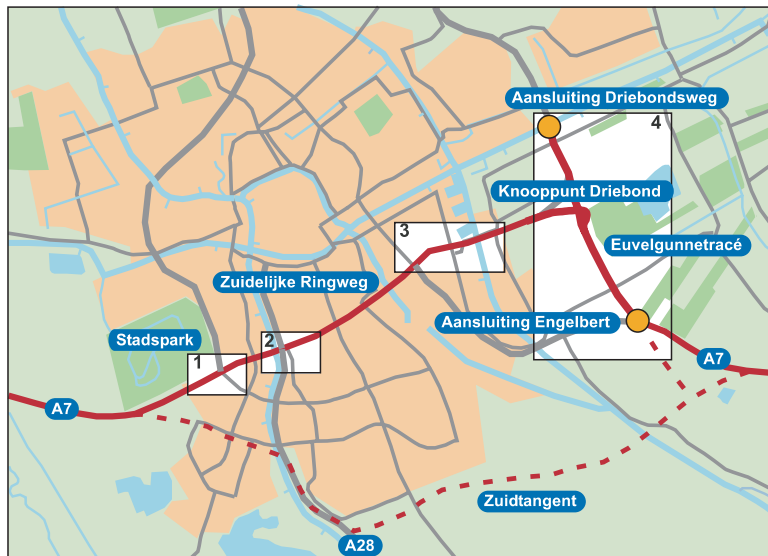 Aansluiting Driebondsweg
4
Knooppunt Driebond
3
Euvelgunnetracé
Zuidelijke Ringweg
Aansluiting Engelbert
Stadspark
2
1
A7
A7
Zuidtangent
A28